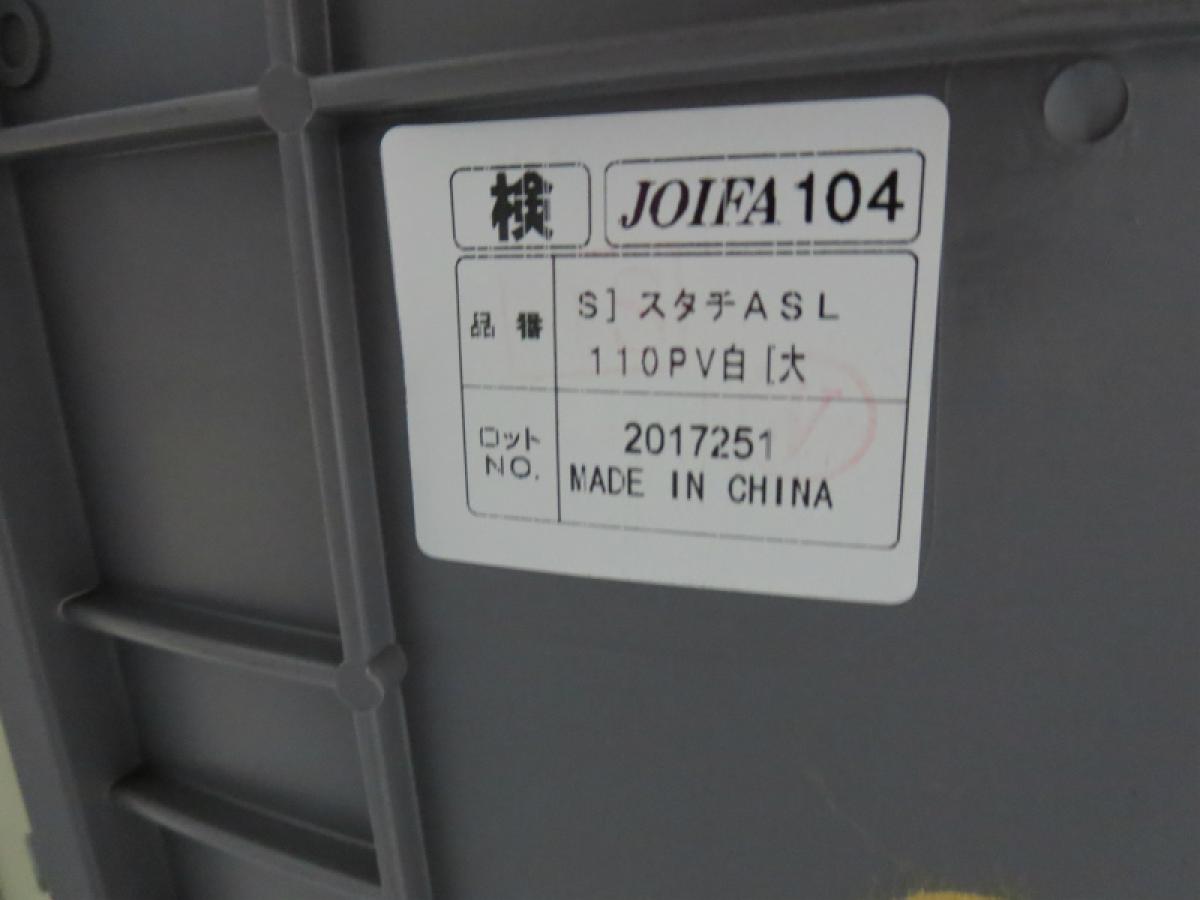 検
JOIFA 104
品番
S] スタチASL
110PV自 [大
ロット
NO.
2017251
MADE IN CHINA